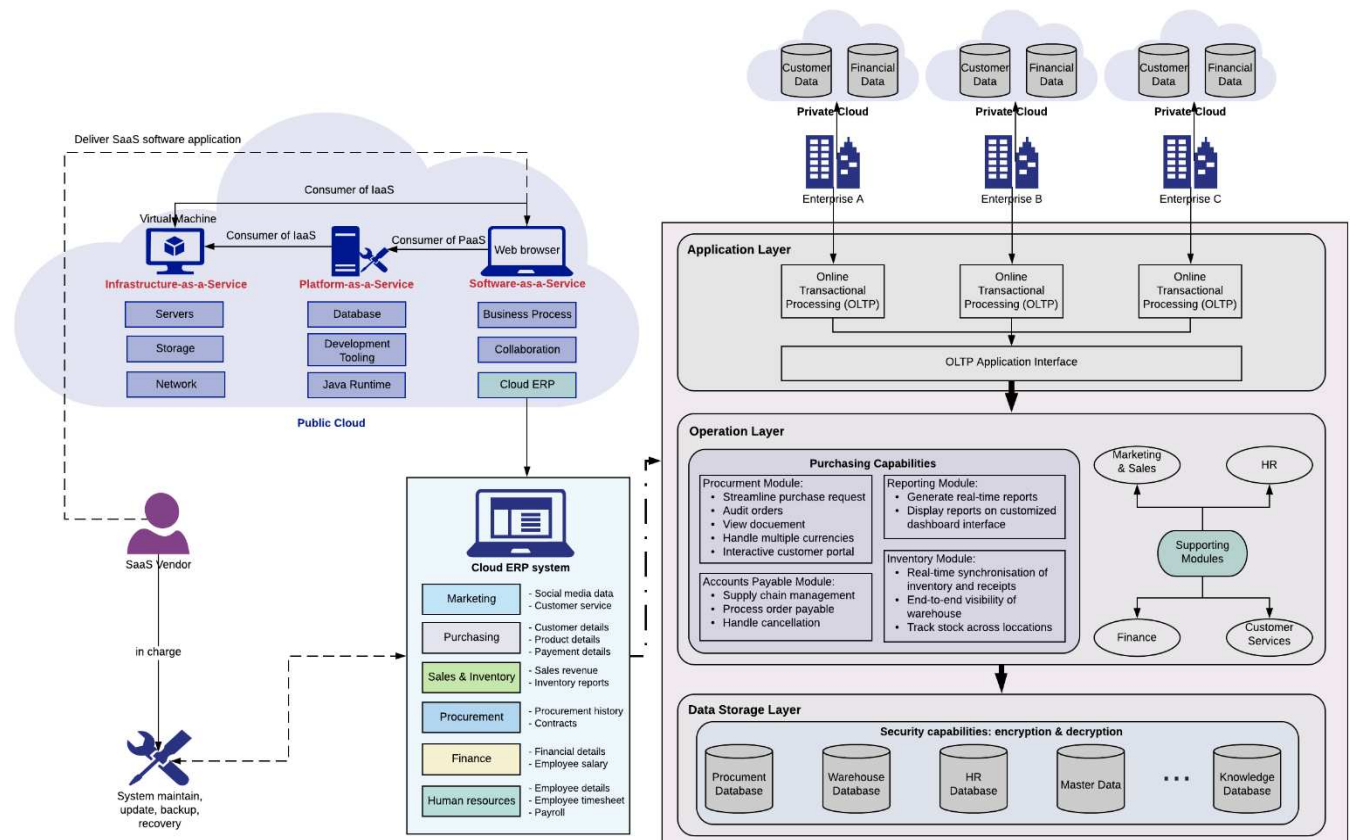 Customer
Data
Financial
Data
Private Cloud
Customer
Data
Financial
Data
Private Cloud
Customer
Data
Financial
Data
Private Cloud
Enterprise A
Enterprise B
Enterprise C
Deliver SaaS software application
Consumer of IaaS
Virtual Machine
Consumer of IaaS
Consumer of PaaS
Web browser
Infrastructure-as-a-Service
Platform-as-a-Service
Software-as-a-Service
Servers
Database
Business Process
Storage
Development
Tooling
Collaboration
Network
Java Runtime
Cloud ERP
Public Cloud
SaaS Vendor
in charge
System maintain,
update, backup,
recovery
Cloud ERP system
Marketing
- Social media data
- Customer service
Purchasing
- Customer details
- Product details
- Payement details
Sales & Inventory
- Sales revenue
- Inventory reports
Procurement
- Procurement history
- Contracts
Finance
- Financial details
- Employee salary
Human resources
- Employee details
- Employee timesheet
- Payroll
Application Layer
Online
Transactional
Processing (OLTP)
Online
Transactional
Processing (OLTP)
Online
Transactional
Processing (OLTP)
OLTP Application Interface
Operation Layer
Purchasing Capabilities
Procurment Module:
• Streamline purchase request
• Audit orders
• View docuement
• Handle multiple currencies
• Interactive customer portal
Accounts Payable Module:
• Supply chain management
• Process order payable
• Handle cancellation
Reporting Module:
• Generate real-time reports
• Display reports on customized
dashboard interface
Inventory Module:
• Real-time synchronisation of
inventory and receipts
• End-to-end visibility of
warehouse
• Track stock across loccations
Marketing
& Sales
HR
Supporting
Modules
Finance
Customer
Services
Data Storage Layer
Security capabilities: encryption & decryption
Procument
Database
Warehouse
Database
HR
Database
Master Data
...
Knowledge
Database